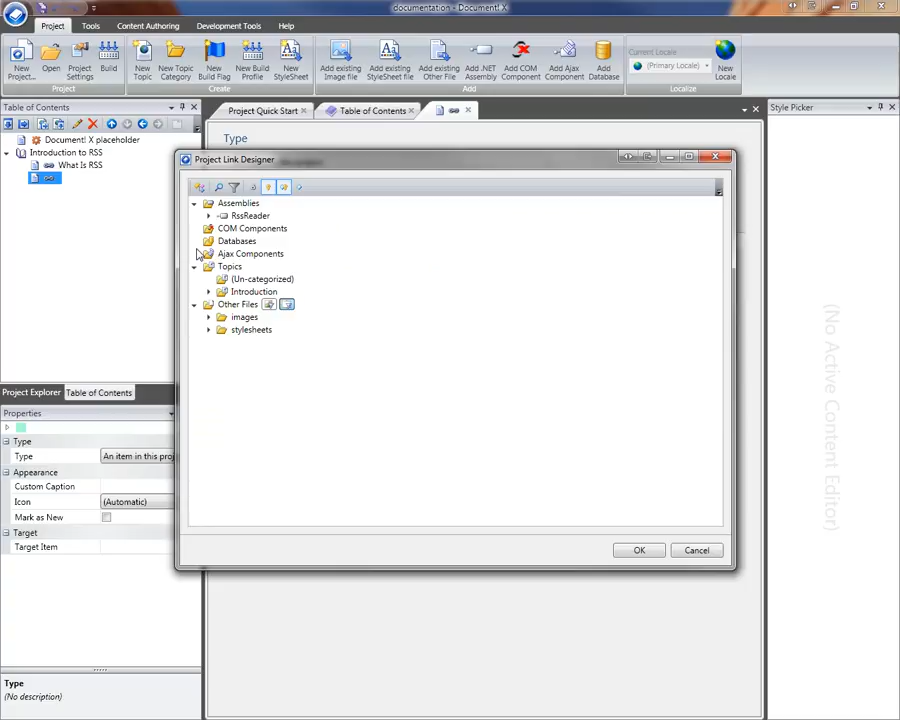 documentation - Document! X
Project
Tools
Content Authoring
Development Tools
Help
New
Project...
Open
Project
Settings
Build
New
Topic
New Topic
Category
New
Build Flag
New Build
Profile
New
StyleSheet
Add existing
Image file
Add existing
StyleSheet file
Add existing
Other File
Add .NET
Assembly
Add COM
Component
Add Ajax
Component
Add
Database
Current Locale
(Primary Locale)
New
Locale
Project
Create
Add
Localize
Table of Contents
Project Quick Start
Table of Contents
Style Picker
Document! X placeholder
Introduction to RSS
What Is RSS
Type
Project Link Designer
Assemblies
RssReader
COM Components
Databases
Ajax Components
Topics
(Un-categorized)
Introduction
Other Files
images
stylesheets
OK
Cancel
(No Active Content Editor)
Project Explorer
Table of Contents
Properties
Type
Type
An item in this proj
Appearance
Custom Caption
Icon
(Automatic)
Mark as New
Target
Target Item
Type
(No description)